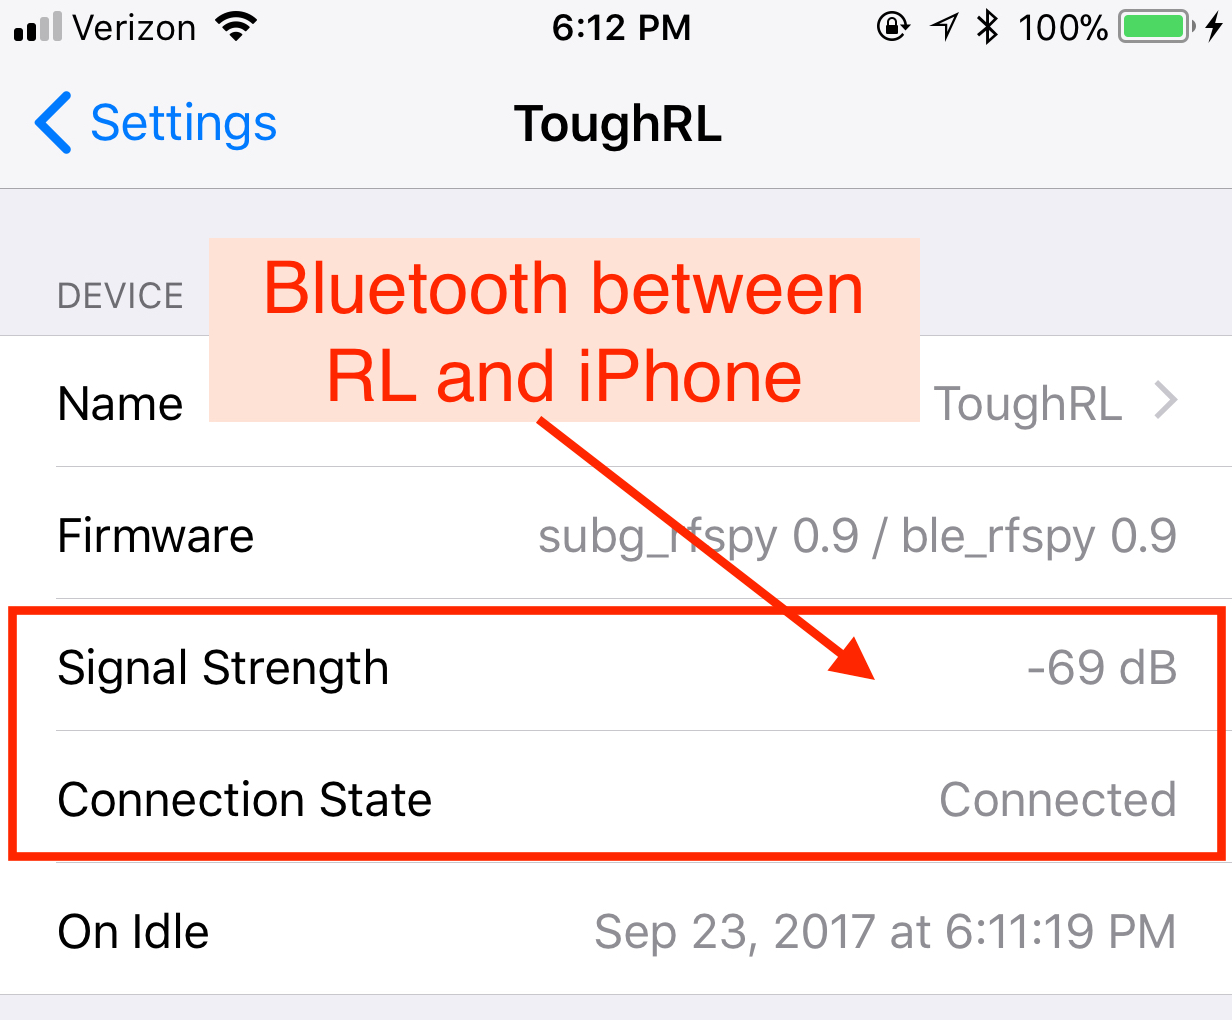 Verizon 6:12 PM 100%
Settings ToughRL
DEVICE
Bluetooth between
RL and iPhone
Name ToughRL
Firmware subg_rfspy 0.9 / ble_rfspy 0.9
Signal Strength -69 dB
Connection State Connected
On Idle Sep 23, 2017 at 6:11:19 PM